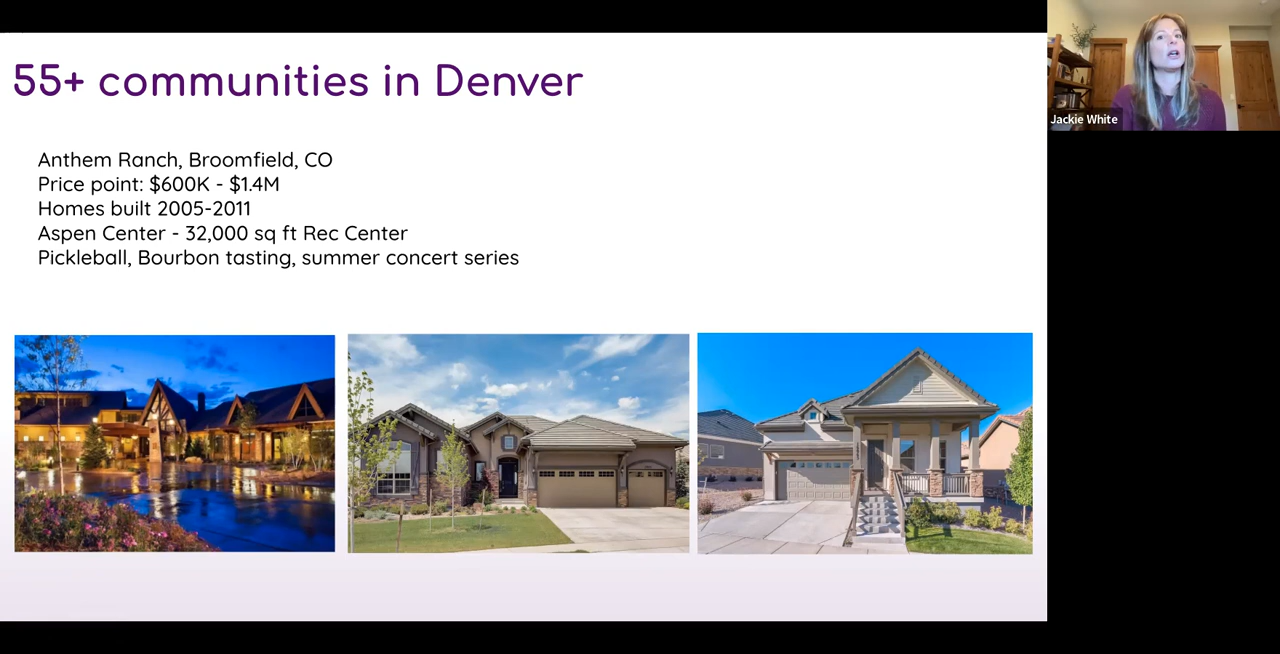 55+ communities in Denver
Anthem Ranch, Broomfield, CO
Price point: $600K - $1.4M
Homes built 2005-2011
Aspen Center - 32,000 sq ft Rec Center
Pickleball, Bourbon tasting, summer concert series
Jackie White